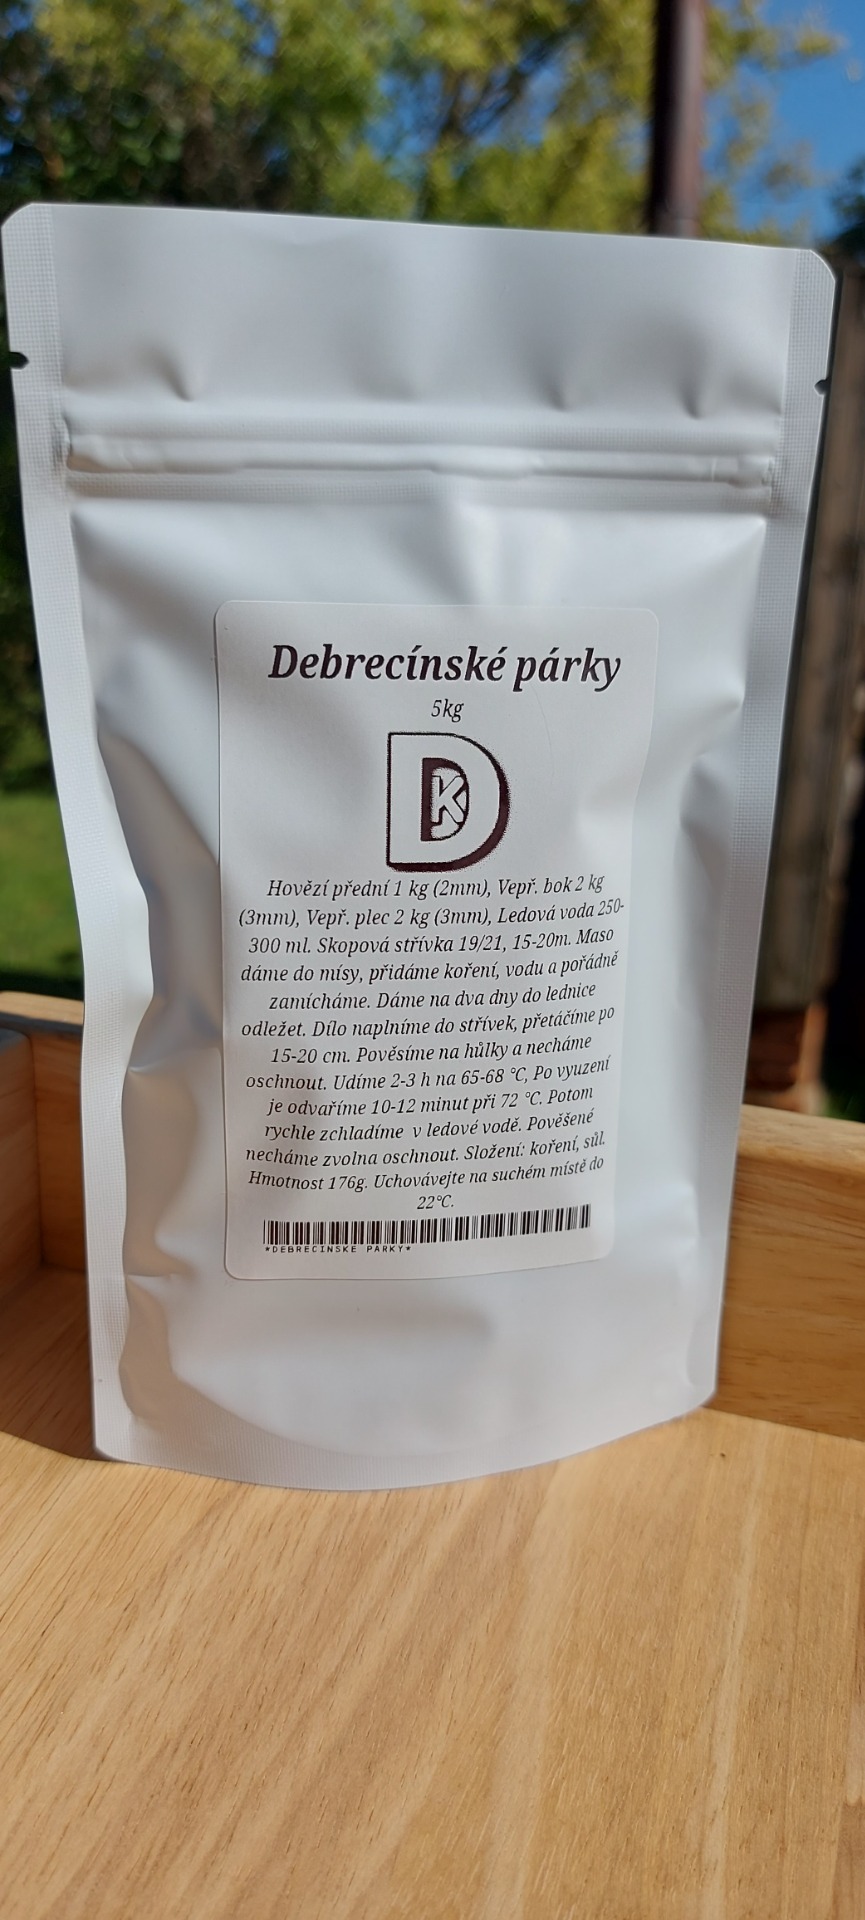 Debrecínské párky
5kg
DK
Hovězí přední 1 kg (2mm), Vepř. bok 2 kg
(3mm), Vepř. plec 2 kg (3mm), Ledová voda 250-
300 ml. Skopová střívka 19/21, 15-20m. Maso
dáme do mísy, přidáme koření, vodu a pořádně
zamícháme. Dáme na dva dny do lednice
odležet. Dílo naplníme do střívek, přetáčíme po
15-20 cm. Pověsíme na hůlky a necháme
oschnout. Udíme 2-3 h na 65-68 °C, Po vyuzení
je odvaříme 10-12 minut při 72 °C. Potom
rychle zchladíme  v ledové vodě. Pověšené
necháme zvolna oschnout. Složení: koření, sůl.
Hmotnost 176g. Uchovávejte na suchém místě do
22°C.
*DEBRECINSKE PARKY*